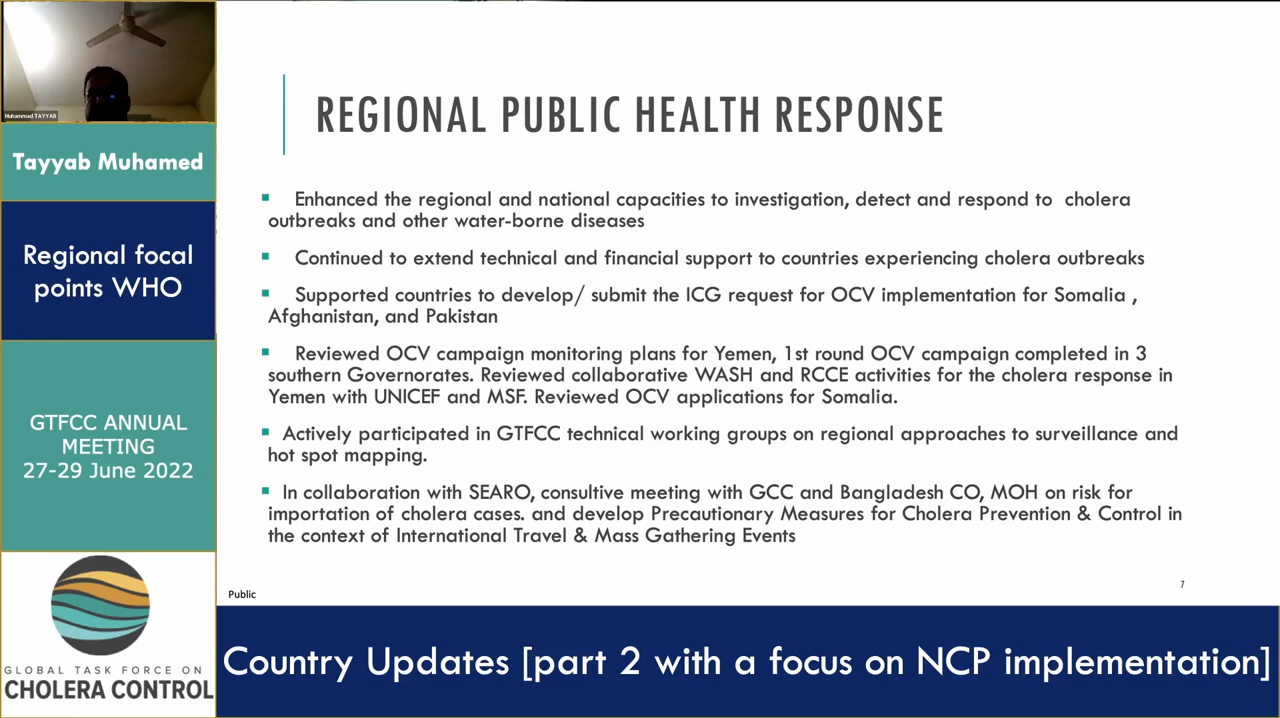 Muhammad TAYYAB
Tayyab Muhamed
Regional focal
points WHO
GTFCC ANNUAL
MEETING
27-29 June 2022
GLOBAL TASK FORCE ON
CHOLERA CONTROL
REGIONAL PUBLIC HEALTH RESPONSE
▪ Enhanced the regional and national capacities to investigation, detect and respond to cholera
outbreaks and other water-borne diseases
▪ Continued to extend technical and financial support to countries experiencing cholera outbreaks
▪ Supported countries to develop/ submit the ICG request for OCV implementation for Somalia ,
Afghanistan, and Pakistan
▪ Reviewed OCV campaign monitoring plans for Yemen, 1st round OCV campaign completed in 3
southern Governorates. Reviewed collaborative WASH and RCCE activities for the cholera response in
Yemen with UNICEF and MSF. Reviewed OCV applications for Somalia.
▪ Actively participated in GTFCC technical working groups on regional approaches to surveillance and
hot spot mapping.
▪ In collaboration with SEARO, consultive meeting with GCC and Bangladesh CO, MOH on risk for
importation of cholera cases. and develop Precautionary Measures for Cholera Prevention & Control in
the context of International Travel & Mass Gathering Events
7
Public
Country Updates [part 2 with a focus on NCP implementation]